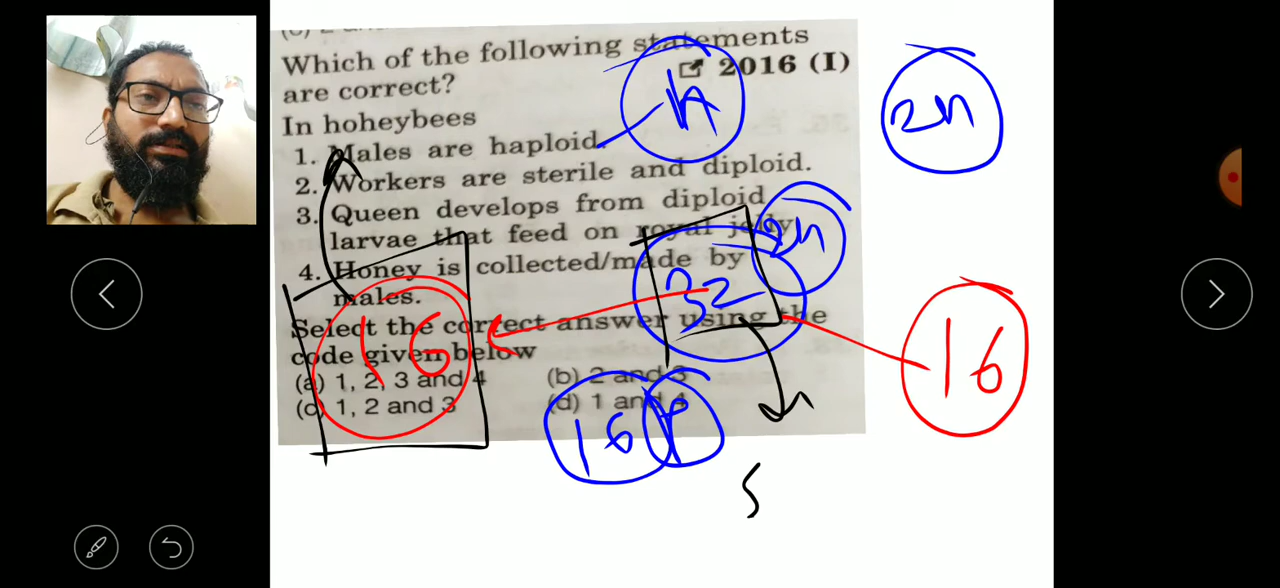 Which of the following statements
2016 (I)
are correct?
In hoheybees
1. Males are haploid.
2. Workers are sterile and diploid.
3. Queen develops from diploid
larvae that feed on royal jelly
4. Honey is collected/made by
males.
Select the correct answer using the
code given below
(a) 1, 2, 3 and 4
(b) 2 and 3
(c) 1, 2 and 3
(d) 1 and 4
n
2n
2n
32
16
16
16